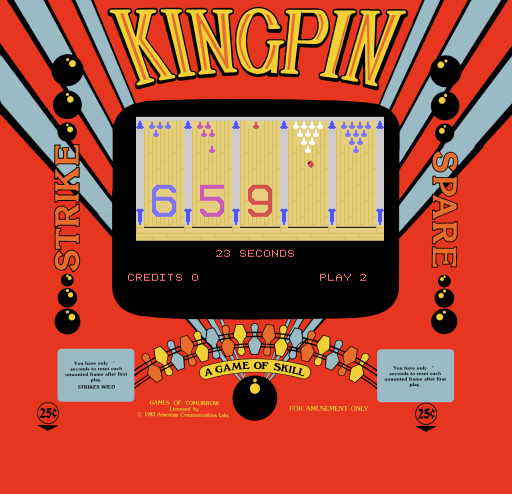 KINGPIN
STRIKE
SPARE
6 5 9
23 SECONDS
CREDITS 0
PLAY 2
A GAME OF SKILL
You have only "
seconds to reset each
unwanted frame after first
play.
STRIKES WILD
You have only "
seconds to reset each
unwanted frame after first
play.
25¢
GAMES OF TOMORROW
Licensed by
© 1983 American Communications Labs.
FOR AMUSEMENT ONLY
25¢